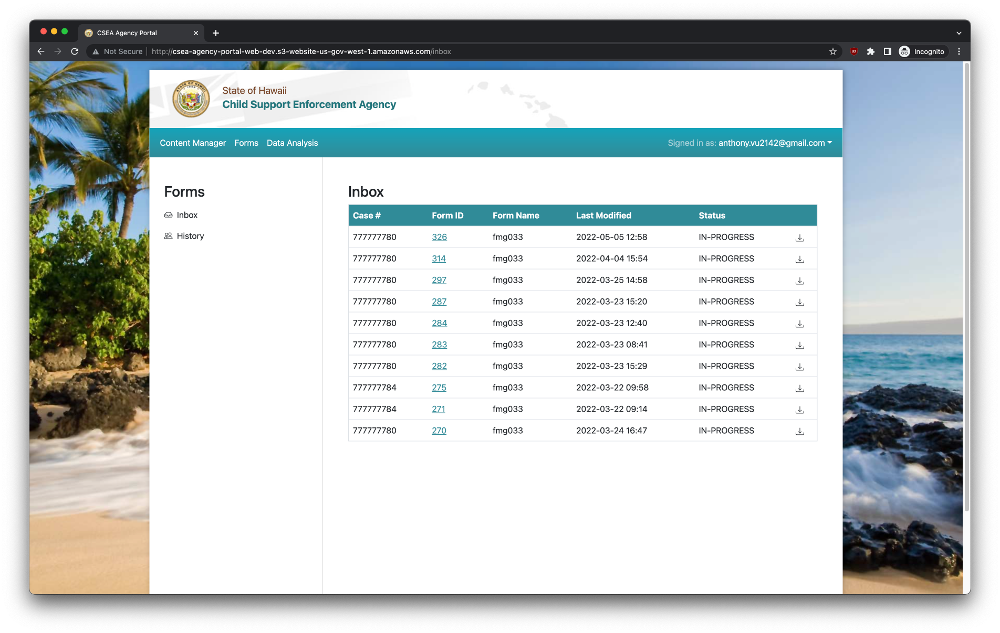 CSEA Agency Portal
Not Secure http://csea-agency-portal-web-dev.s3-website-us-gov-west-1.amazonaws.com/inbox
Incognito
State of Hawaii
Child Support Enforcement Agency
Content Manager Forms Data Analysis Signed in as: anthony.vu2142@gmail.com
Forms
Inbox
History
Inbox
Case # Form ID Form Name Last Modified Status
777777780 326 fmg033 2022-05-05 12:58 IN-PROGRESS
777777780 314 fmg033 2022-04-04 15:54 IN-PROGRESS
777777780 297 fmg033 2022-03-25 14:58 IN-PROGRESS
777777780 287 fmg033 2022-03-23 15:20 IN-PROGRESS
777777780 284 fmg033 2022-03-23 12:40 IN-PROGRESS
777777780 283 fmg033 2022-03-23 08:41 IN-PROGRESS
777777780 282 fmg033 2022-03-23 15:29 IN-PROGRESS
777777784 275 fmg033 2022-03-22 09:58 IN-PROGRESS
777777784 271 fmg033 2022-03-22 09:14 IN-PROGRESS
777777780 270 fmg033 2022-03-24 16:47 IN-PROGRESS